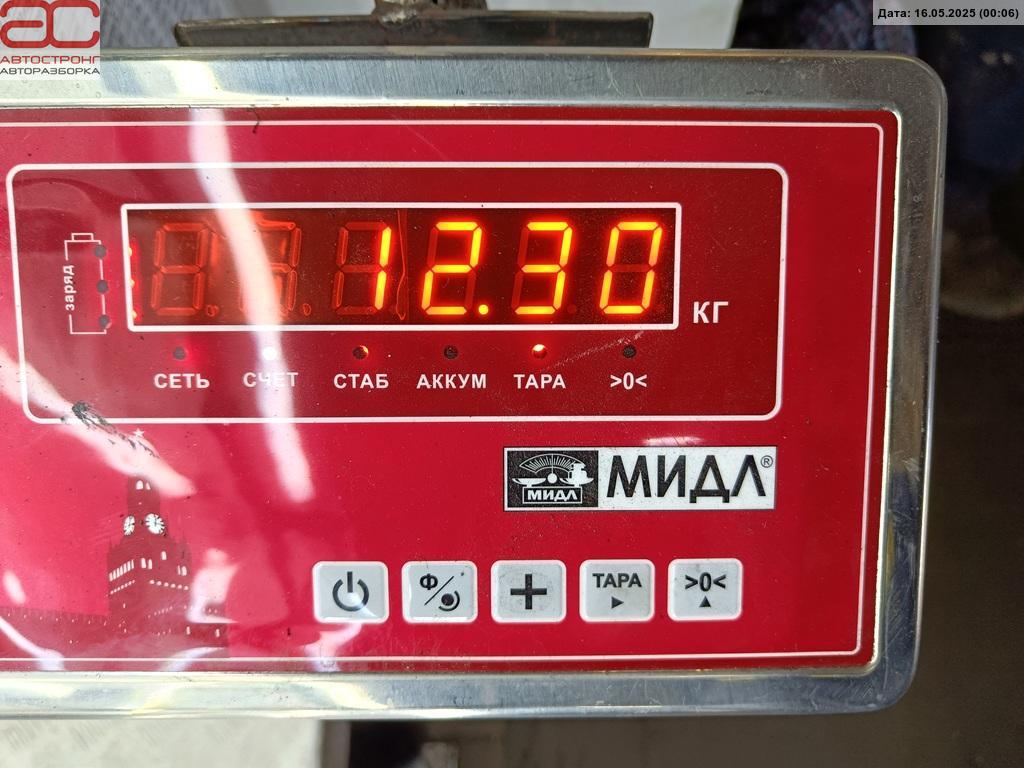 Дата: 16.05.2025 (00:06)
АС
АВТОСТРОНГ
АВТОРАЗБОРКА
заряд
12.30
КГ
СЕТЬ СЧЕТ СТАБ АККУМ ТАРА >0<
МИДЛ МИДЛ®
Ф ТАРА >0<